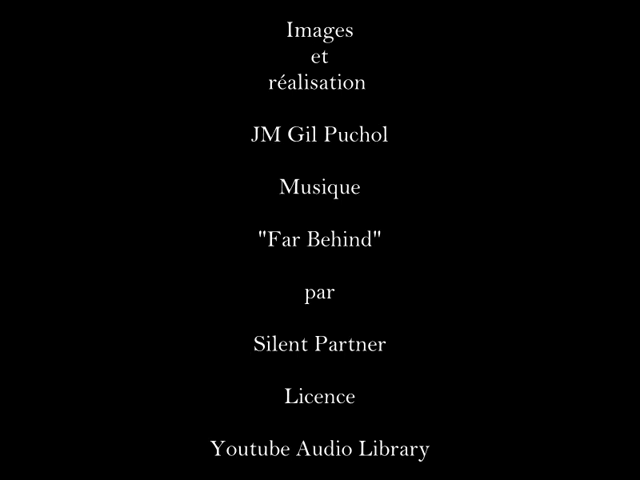 Images
et
réalisation
JM Gil Puchol
Musique
"Far Behind"
par
Silent Partner
Licence
Youtube Audio Library